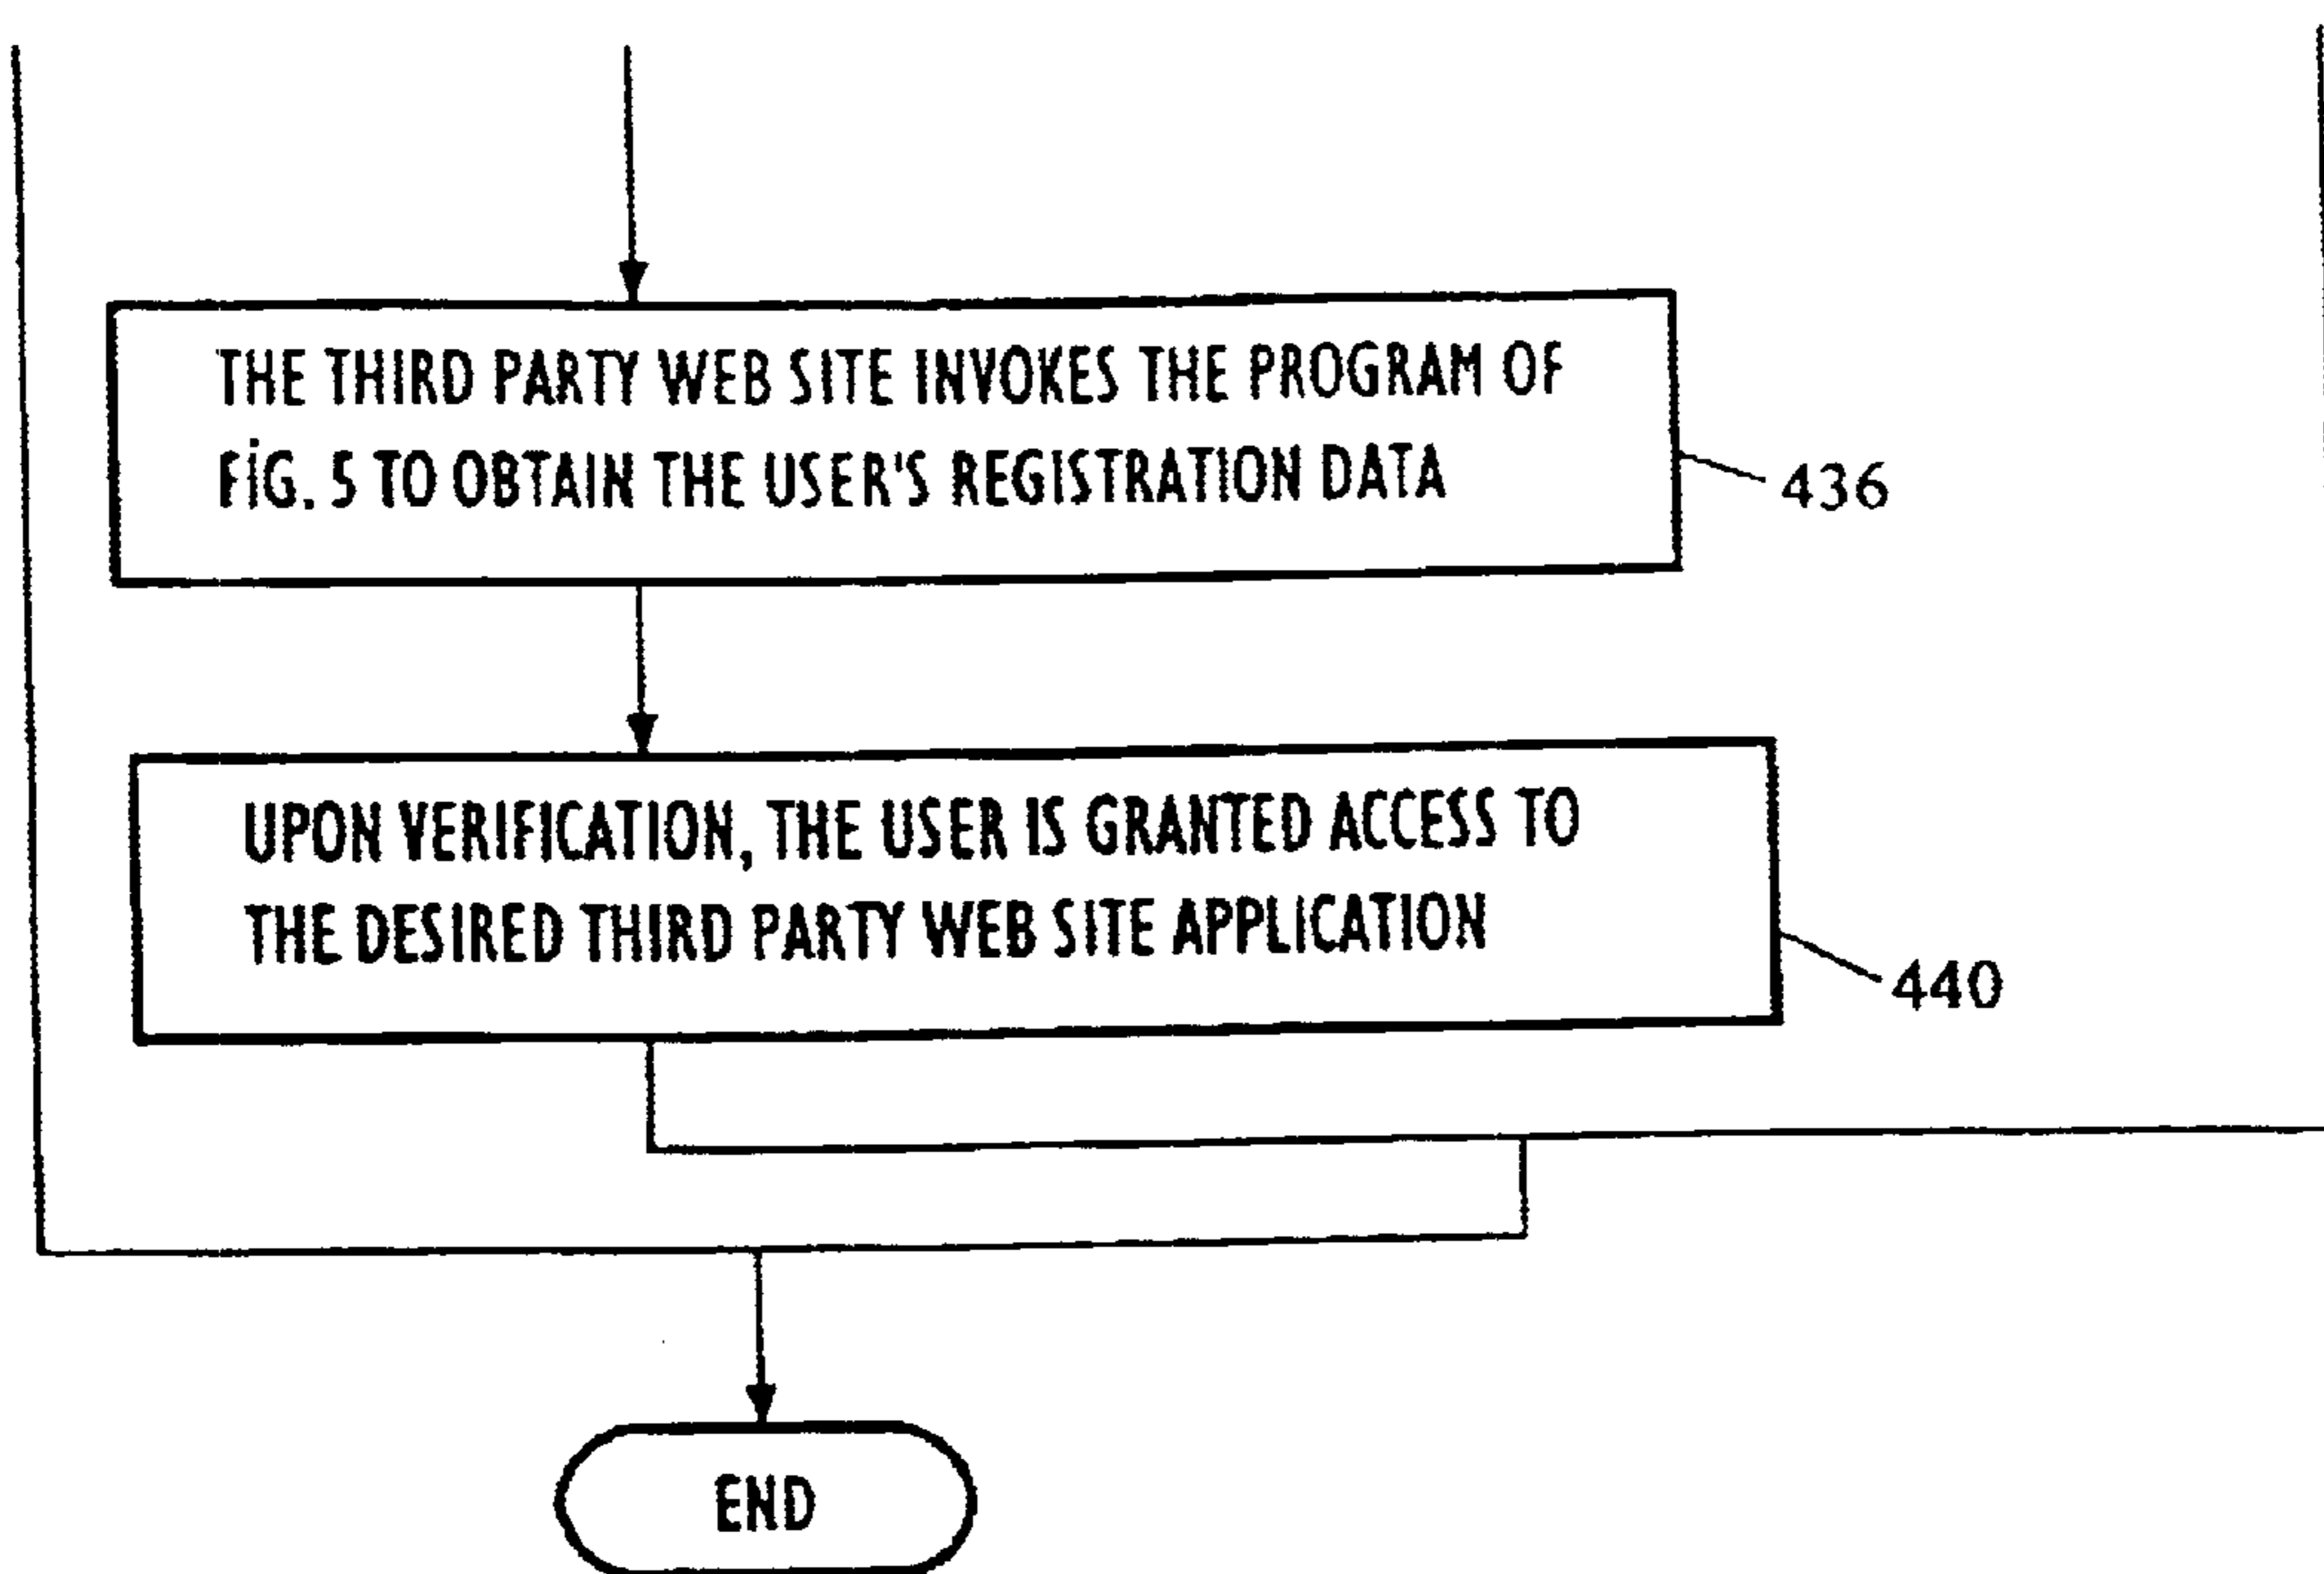 THE THIRD PARTY WEB SITE INVOKES THE PROGRAM OF
FIG. 5 TO OBTAIN THE USER'S REGISTRATION DATA
436
UPON VERIFICATION, THE USER IS GRANTED ACCESS TO
THE DESIRED THIRD PARTY WEB SITE APPLICATION
440
END